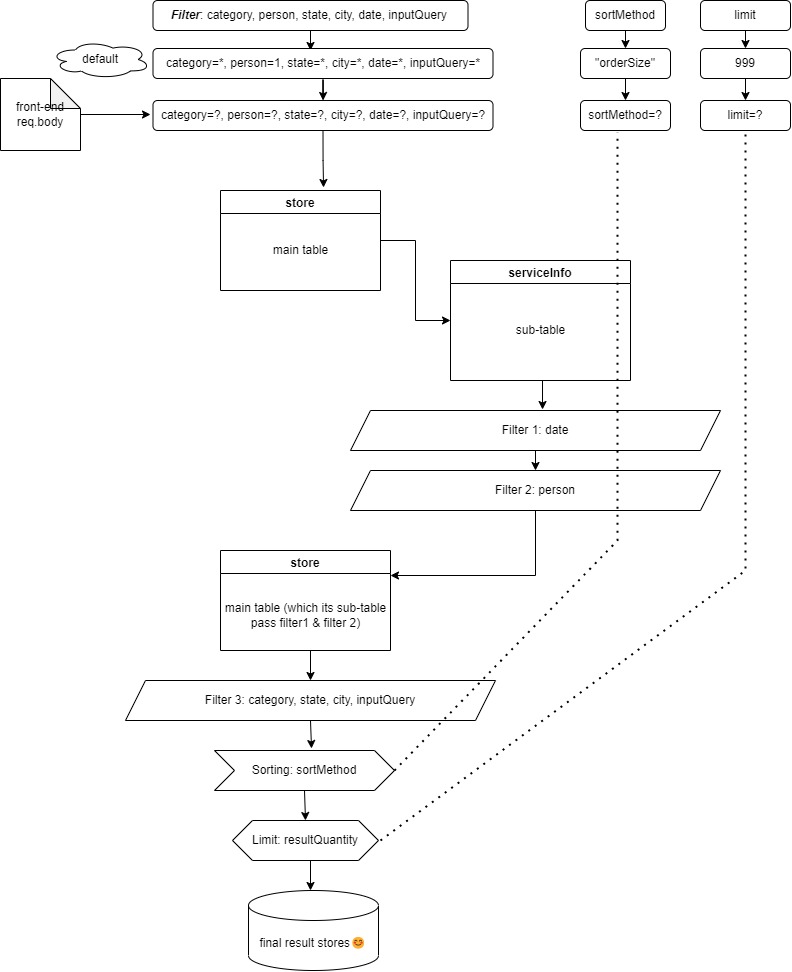 Filter: category, person, state, city, date, inputQuery
sortMethod
limit
default
category=*, person=1, state=*, city=*, date=*, inputQuery=*
"orderSize"
999
front-end
req.body
category=?, person=?, state=?, city=?, date=?, inputQuery=?
sortMethod=?
limit=?
store
main table
serviceInfo
sub-table
Filter 1: date
Filter 2: person
store
main table (which its sub-table
pass filter1 & filter 2)
Filter 3: category, state, city, inputQuery
Sorting: sortMethod
Limit: resultQuantity
final result stores😊